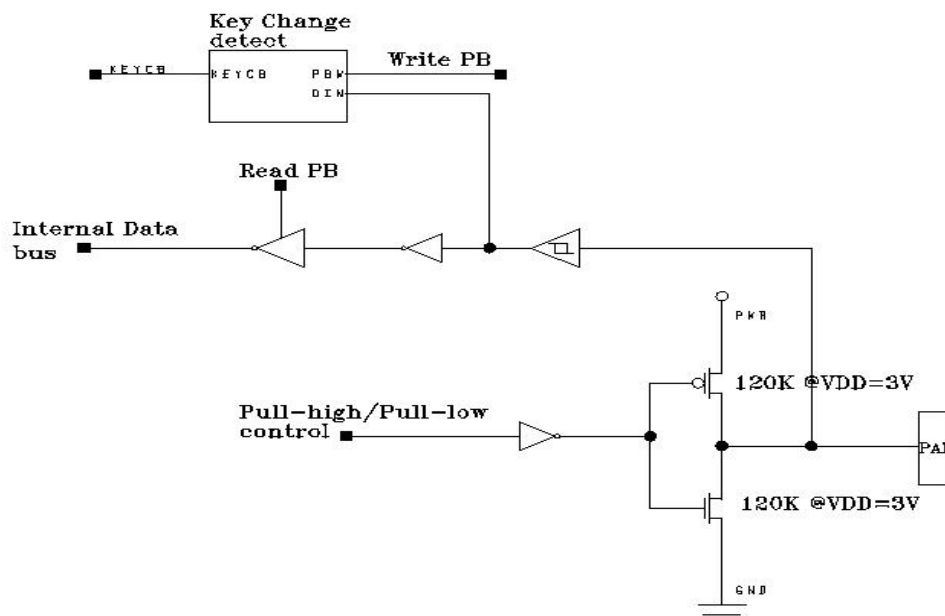 Key Change
detect
KEYCB
KEYCB
PBW
Write PB
DIN
Read PB
Internal Data
bus
PWR
120K @VDD=3V
Pull-high/Pull-low
control
PAD
120K @VDD=3V
GND